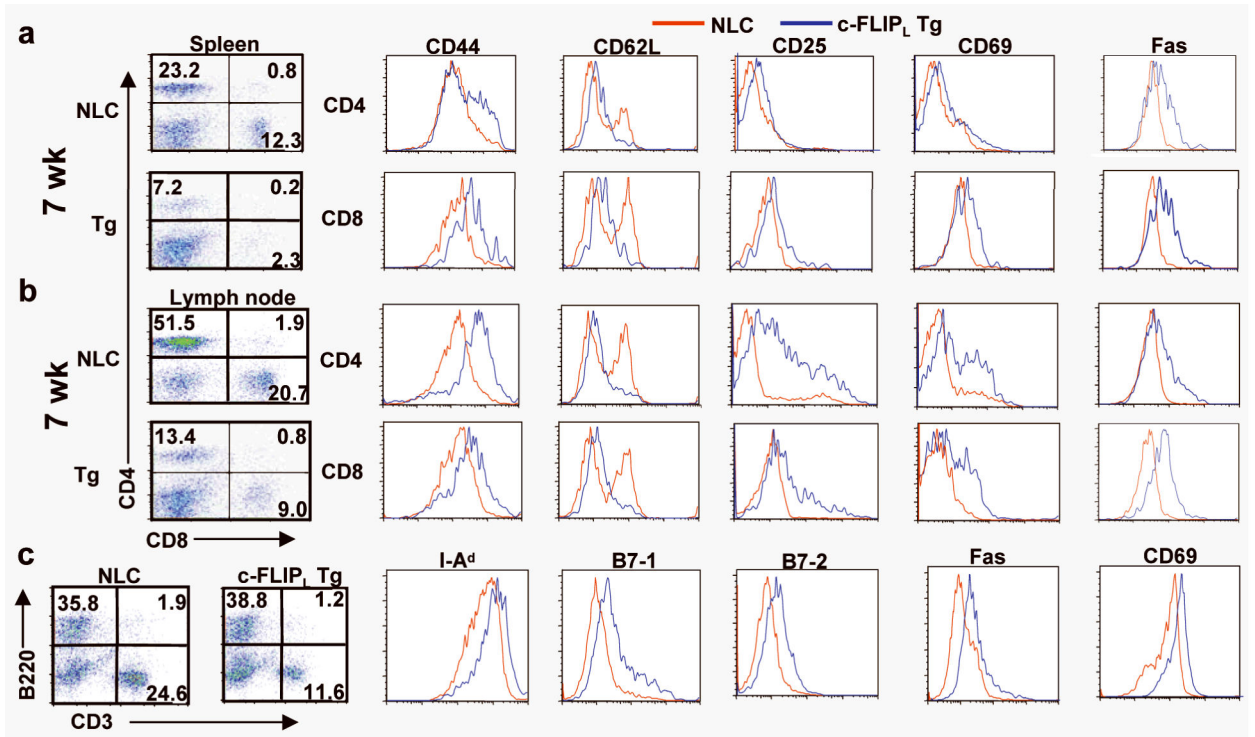 a
NLC
c-FLIPL Tg
Spleen
CD44
CD62L
CD25
CD69
Fas
7 wk
NLC
23.2
0.8
12.3
CD4
Tg
7.2
0.2
2.3
CD8
b
Lymph node
7 wk
NLC
51.5
1.9
20.7
CD4
Tg
13.4
0.8
9.0
CD8
CD4
CD8
c
NLC
c-FLIPL Tg
I-Ad
B7-1
B7-2
Fas
CD69
35.8
1.9
24.6
38.8
1.2
11.6
B220
CD3